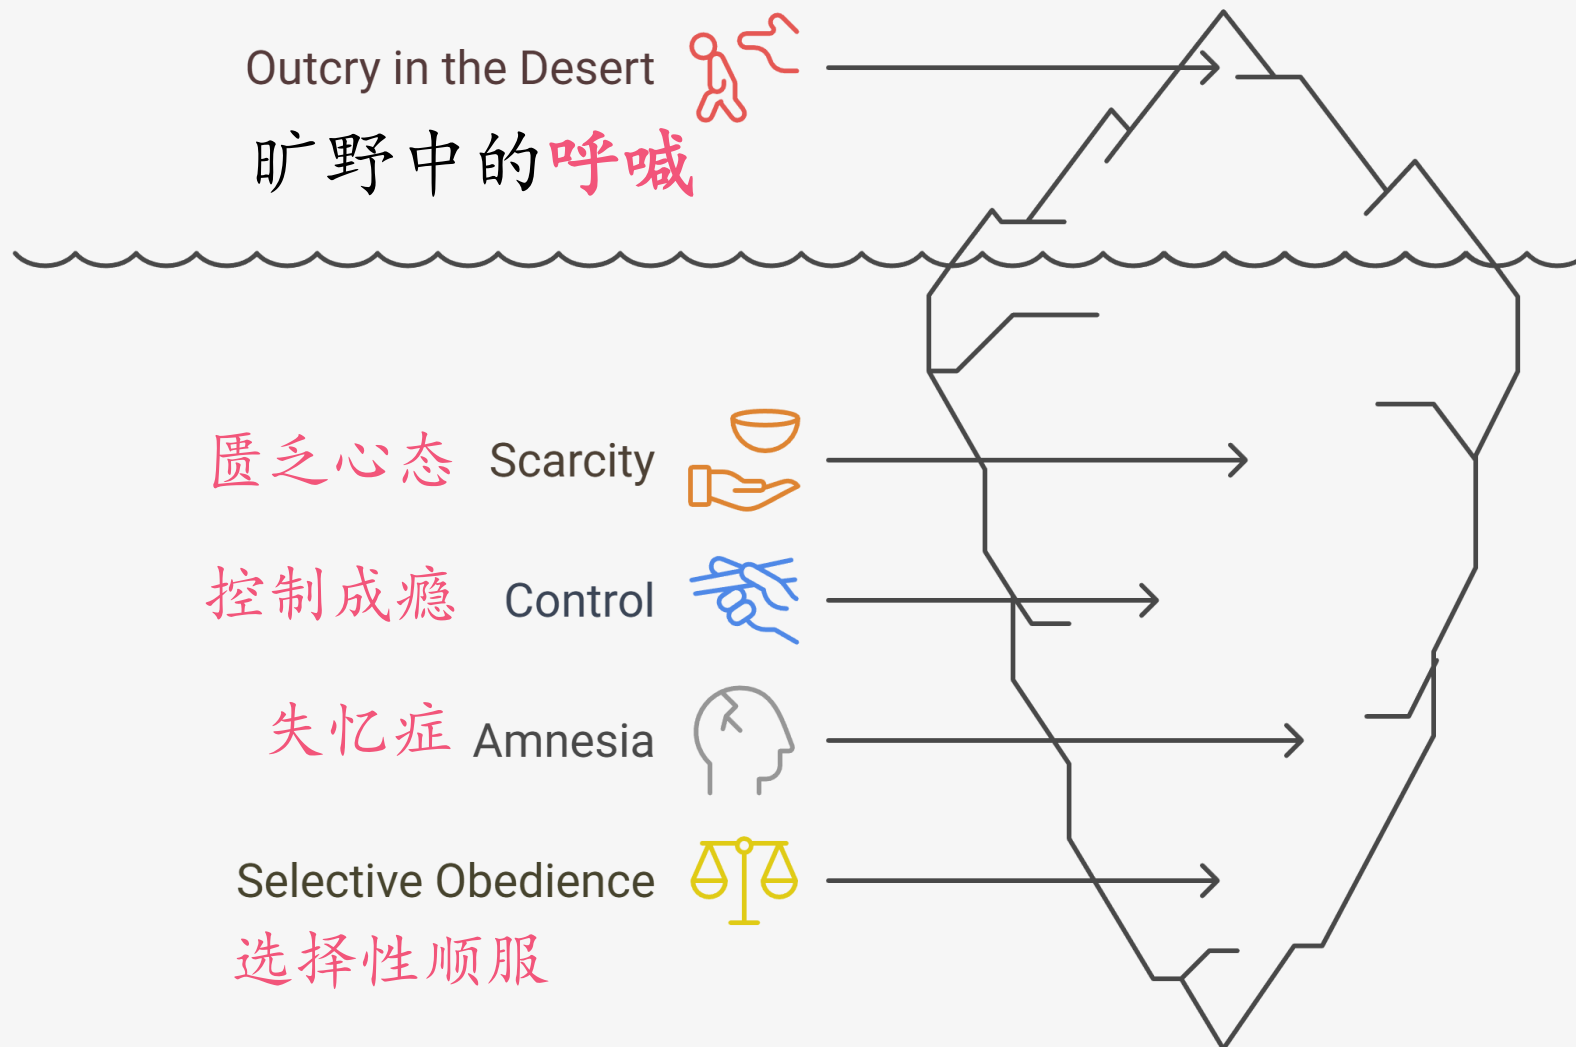 Outcry in the Desert
旷野中的呼喊
匮乏心态 Scarcity
控制成瘾 Control
失忆症 Amnesia
Selective Obedience
选择性顺服